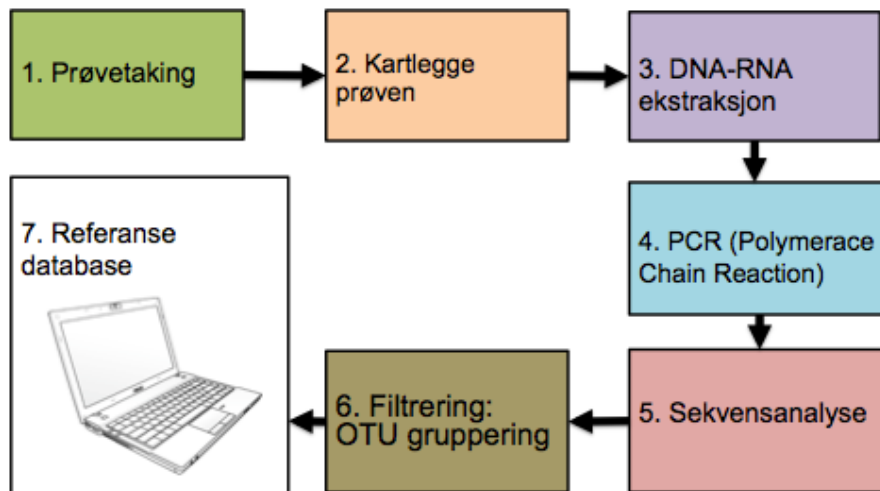 1. Prøvetaking
2. Kartlegge
prøven
3. DNA-RNA
ekstraksjon
4. PCR (Polymerace
Chain Reaction)
5. Sekvensanalyse
6. Filtrering:
OTU gruppering
7. Referanse
database